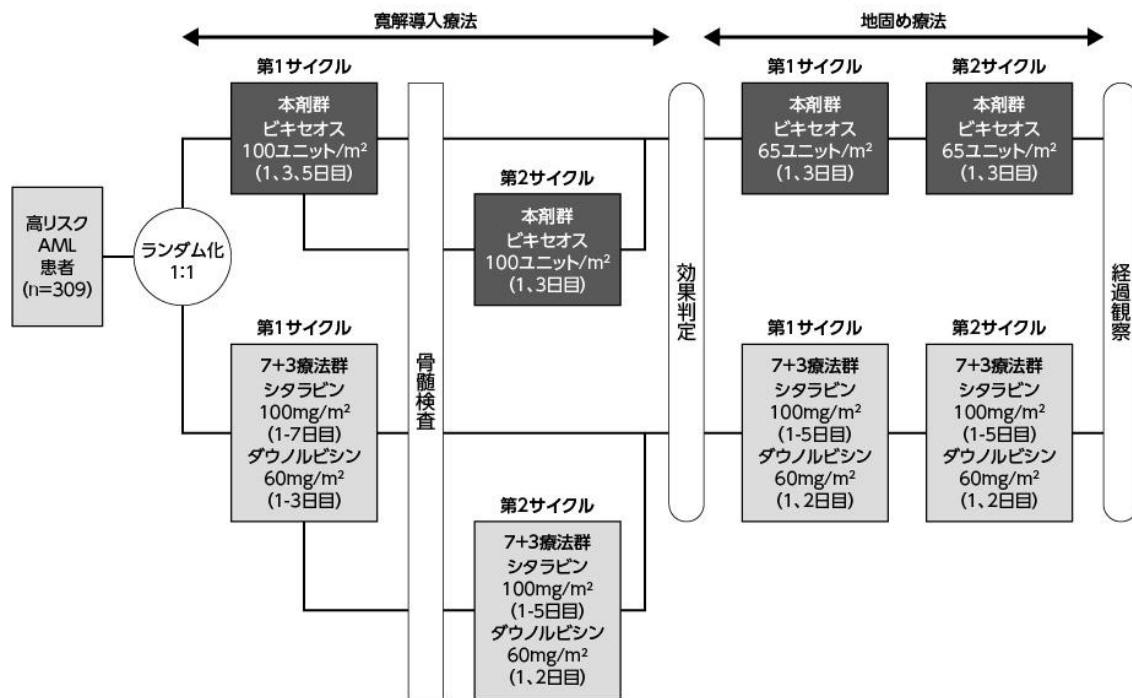 寛解導入療法
地固め療法
第1サイクル
本剤群
ビキセオス
100ユニット/m²
(1、3、5日目)
第2サイクル
本剤群
ビキセオス
100ユニット/m²
(1、3日目)
第1サイクル
本剤群
ビキセオス
65ユニット/m²
(1、3日目)
第2サイクル
本剤群
ビキセオス
65ユニット/m²
(1、3日目)
高リスク
AML
患者
(n=309)
ランダム化
1:1
骨髄検査
効果判定
経過観察
第1サイクル
7+3療法群
シタラビン
100mg/m²
(1-7日目)
ダウノルビシン
60mg/m²
(1-3日目)
第2サイクル
7+3療法群
シタラビン
100mg/m²
(1-5日目)
ダウノルビシン
60mg/m²
(1、2日目)
第1サイクル
7+3療法群
シタラビン
100mg/m²
(1-5日目)
ダウノルビシン
60mg/m²
(1、2日目)
第2サイクル
7+3療法群
シタラビン
100mg/m²
(1-5日目)
ダウノルビシン
60mg/m²
(1、2日目)